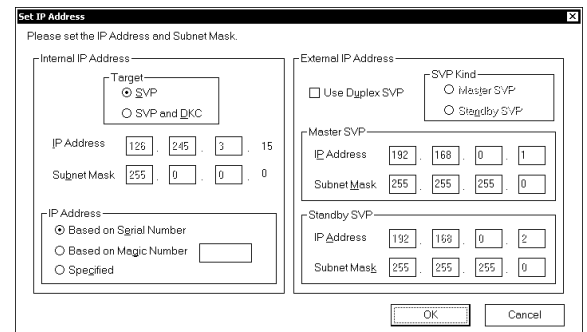 Set IP Address
Please set the IP Address and Subnet Mask.
Internal IP Address
Target
SVP
SVP and DKC
IP Address 126 . 245 . 3 . 15
Subnet Mask 255 . 0 . 0 . 0
IP Address
Based on Serial Number
Based on Magic Number
Specified
External IP Address
Use Duplex SVP
SVP Kind
Master SVP
Standby SVP
Master SVP
IP Address 192 . 168 . 0 . 1
Subnet Mask 255 . 255 . 255 . 0
Standby SVP
IP Address 192 . 168 . 0 . 2
Subnet Mask 255 . 255 . 255 . 0
OK Cancel